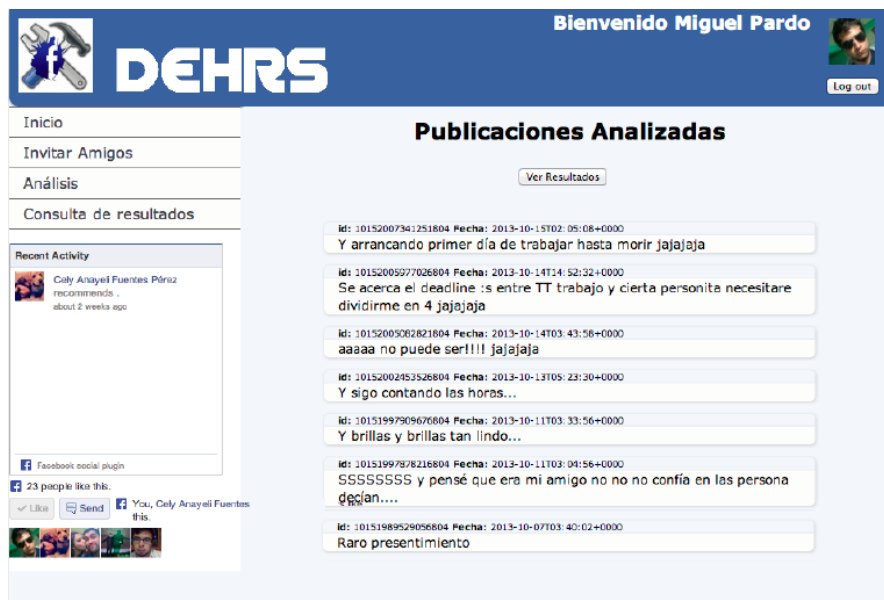 Bienvenido Miguel Pardo
DEHRS
Log out
Inicio
Invitar Amigos
Análisis
Consulta de resultados
Recent Activity
Cely Anayeli Fuentes Pérez
recommends .
about 2 weeks ago
Facebook social plugin
23 people like this.
Like
Send
You, Cely Anayeli Fuentes
this.
Publicaciones Analizadas
Ver Resultados
id: 10152007341251804 Fecha: 2013-10-15T02:05:08+0000
Y arrancando primer día de trabajar hasta morir jajajaja
id: 10152005977026804 Fecha: 2013-10-14T14:52:32+0000
Se acerca el deadline :s entre TT trabajo y cierta personita necesitare
dividirme en 4 jajajaja
id: 10152005082821804 Fecha: 2013-10-14T03:43:58+0000
aaaaa no puede ser!!!! jajajaja
id: 10152002453526804 Fecha: 2013-10-13T05:23:30+0000
Y sigo contando las horas...
id: 10151997909676804 Fecha: 2013-10-11T03:33:56+0000
Y brillas y brillas tan lindo...
id: 10151997878216804 Fecha: 2013-10-11T03:04:56+0000
SSSSSSSS y pensé que era mi amigo no no no confía en las persona
decían....
id: 10151989529056804 Fecha: 2013-10-07T03:40:02+0000
Raro presentimiento